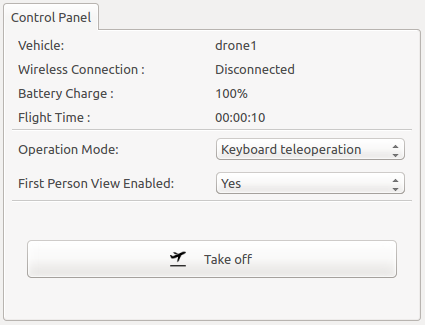 Control Panel
Vehicle: drone1
Wireless Connection : Disconnected
Battery Charge : 100%
Flight Time : 00:00:10
Operation Mode: Keyboard teleoperation
First Person View Enabled: Yes
Take off